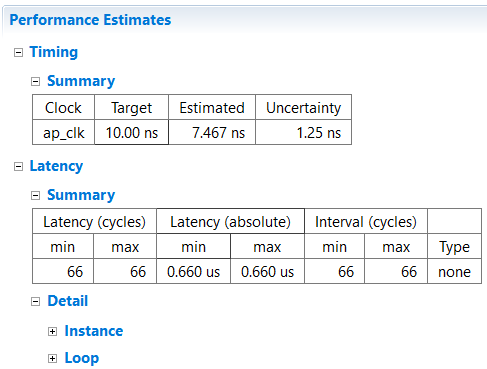 Performance Estimates
Timing
Summary
Clock Target Estimated Uncertainty
ap_clk 10.00 ns 7.467 ns 1.25 ns
Latency
Summary
Latency (cycles) Latency (absolute) Interval (cycles)
min max min max min max Type
66 66 0.660 us 0.660 us 66 66 none
Detail
Instance
Loop